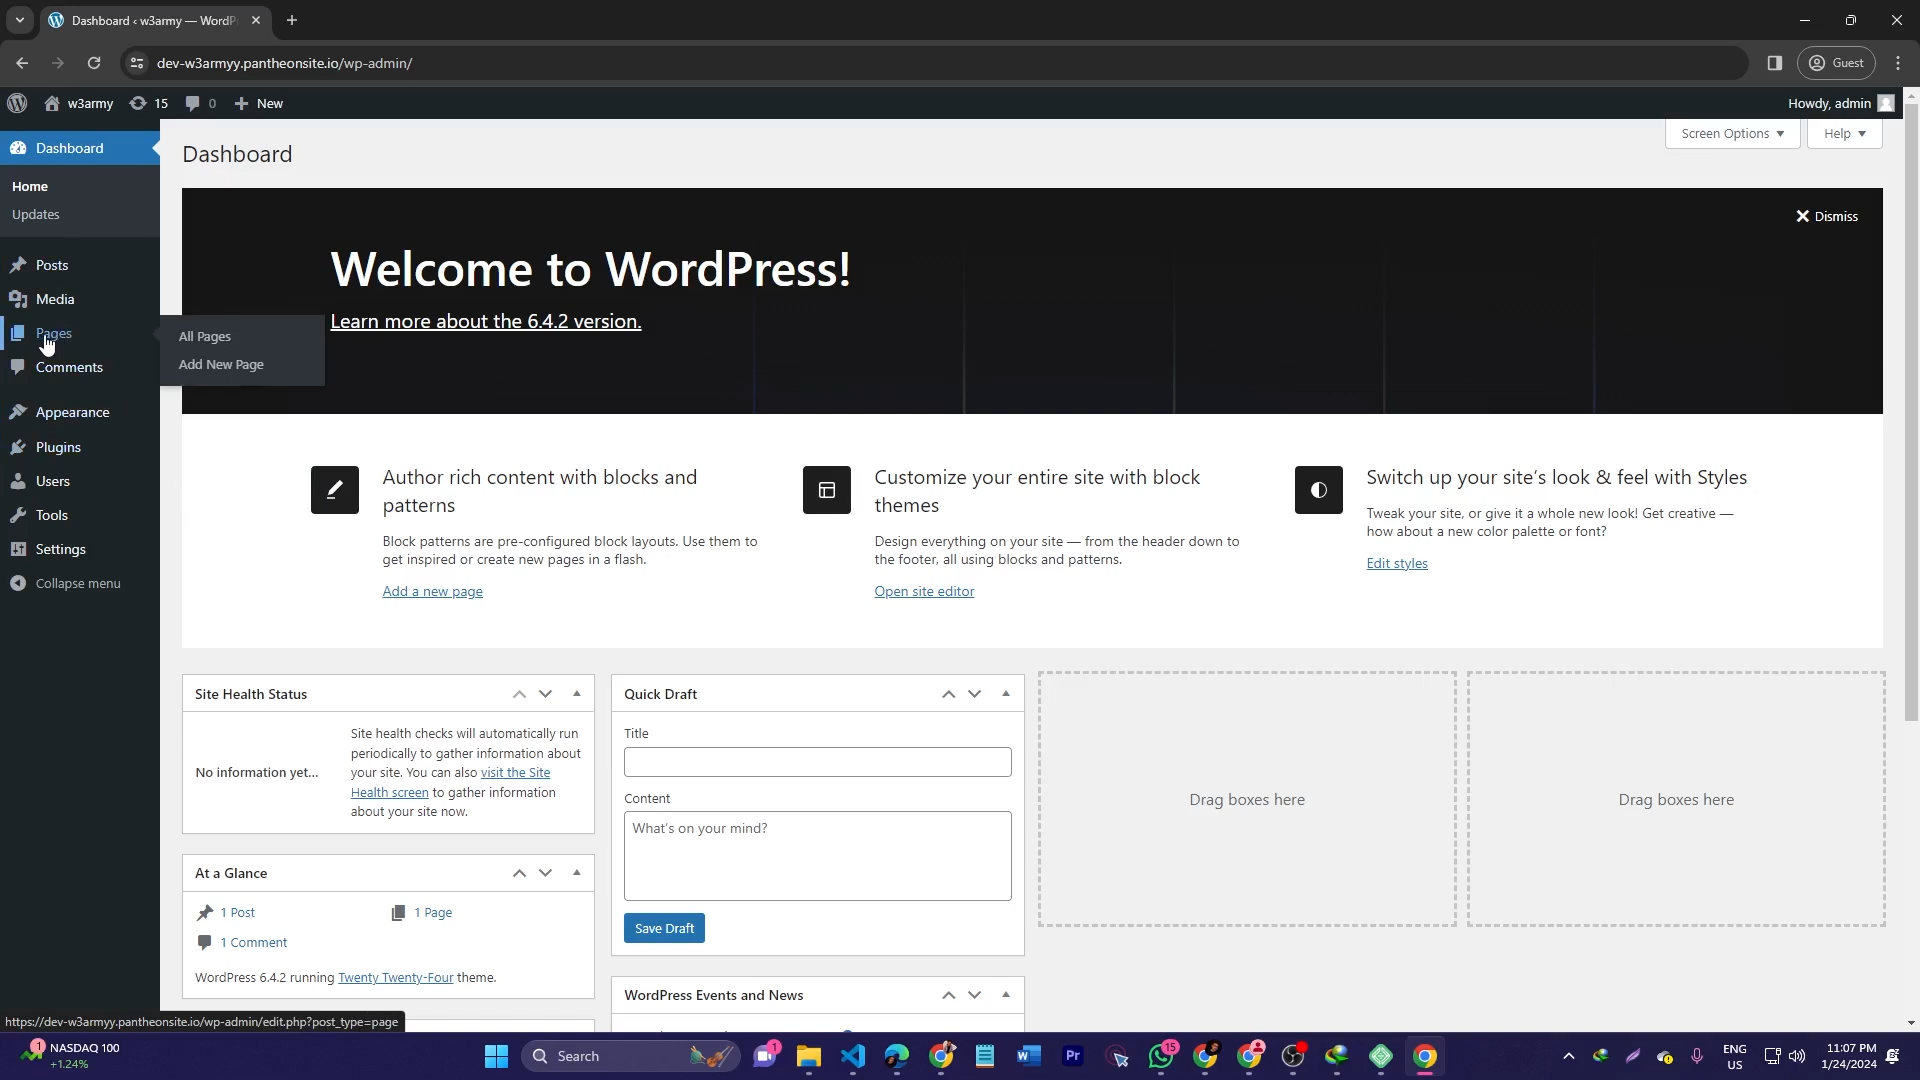 Dashboard ‹ w3army — WordP
dev-w3armyy.pantheonsite.io/wp-admin/
Guest
w3army
15
0
New
Howdy, admin
Dashboard
Home
Updates
Posts
Media
Pages
Comments
Appearance
Plugins
Users
Tools
Settings
Collapse menu
All Pages
Add New Page
Dashboard
Screen Options
Help
Dismiss
Welcome to WordPress!
Learn more about the 6.4.2 version.
Author rich content with blocks and
patterns
Block patterns are pre-configured block layouts. Use them to
get inspired or create new pages in a flash.
Add a new page
Customize your entire site with block
themes
Design everything on your site — from the header down to
the footer, all using blocks and patterns.
Open site editor
Switch up your site’s look & feel with Styles
Tweak your site, or give it a whole new look! Get creative —
how about a new color palette or font?
Edit styles
Site Health Status
No information yet...
Site health checks will automatically run
periodically to gather information about
your site. You can also visit the Site
Health screen to gather information
about your site now.
At a Glance
1 Post
1 Page
1 Comment
WordPress 6.4.2 running Twenty Twenty-Four theme.
Quick Draft
Title
Content
What’s on your mind?
Save Draft
WordPress Events and News
Drag boxes here
Drag boxes here
https://dev-w3armyy.pantheonsite.io/wp-admin/edit.php?post_type=page
1
NASDAQ 100
+1.24%
Search
1
W
Pr
15
ENG
US
11:07 PM
1/24/2024